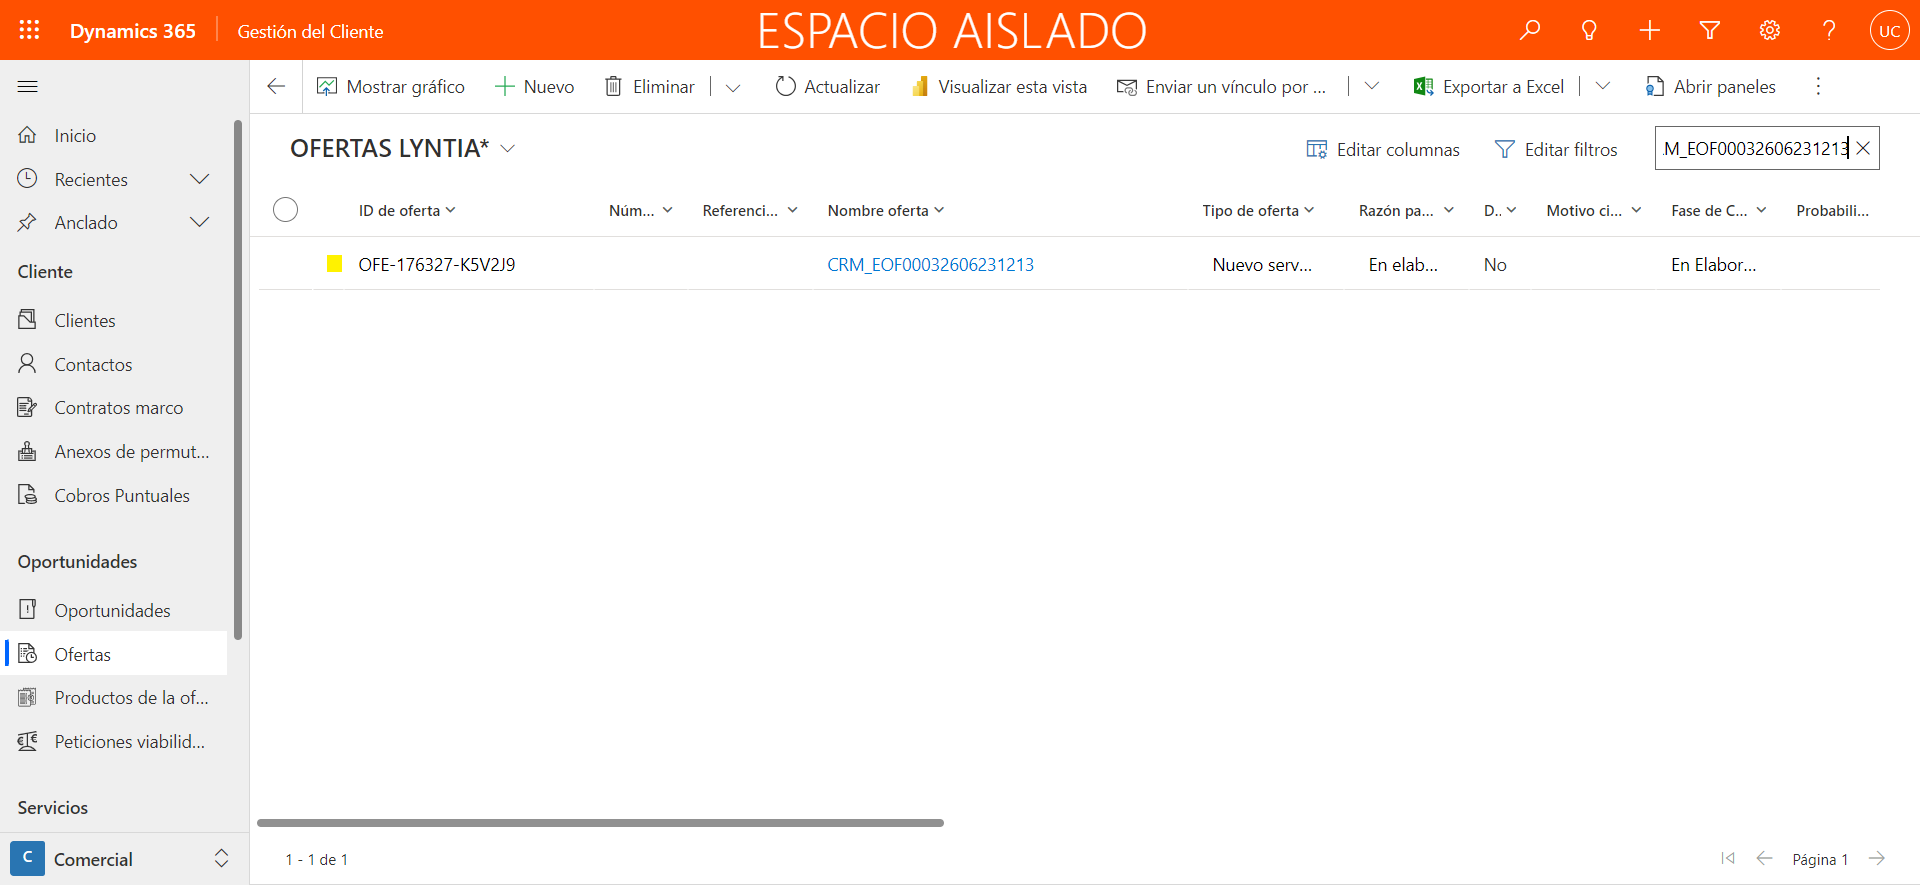 Dynamics 365
Gestión del Cliente
ESPACIO AISLADO
UC
Mostrar gráfico
Nuevo
Eliminar
Actualizar
Visualizar esta vista
Enviar un vínculo por ...
Exportar a Excel
Abrir paneles
Inicio
Recientes
Anclado
Cliente
Clientes
Contactos
Contratos marco
Anexos de permut...
Cobros Puntuales
Oportunidades
Oportunidades
Ofertas
Productos de la of...
Peticiones viabilid...
Servicios
C
Comercial
OFERTAS LYNTIA*
Editar columnas
Editar filtros
M_EOF00032606231213
ID de oferta
Núm...
Referenci...
Nombre oferta
Tipo de oferta
Razón pa...
D..
Motivo ci...
Fase de C...
Probabili...
OFE-176327-K5V2J9
CRM_EOF00032606231213
Nuevo serv...
En elab...
No
En Elabor...
1 - 1 de 1
Página 1